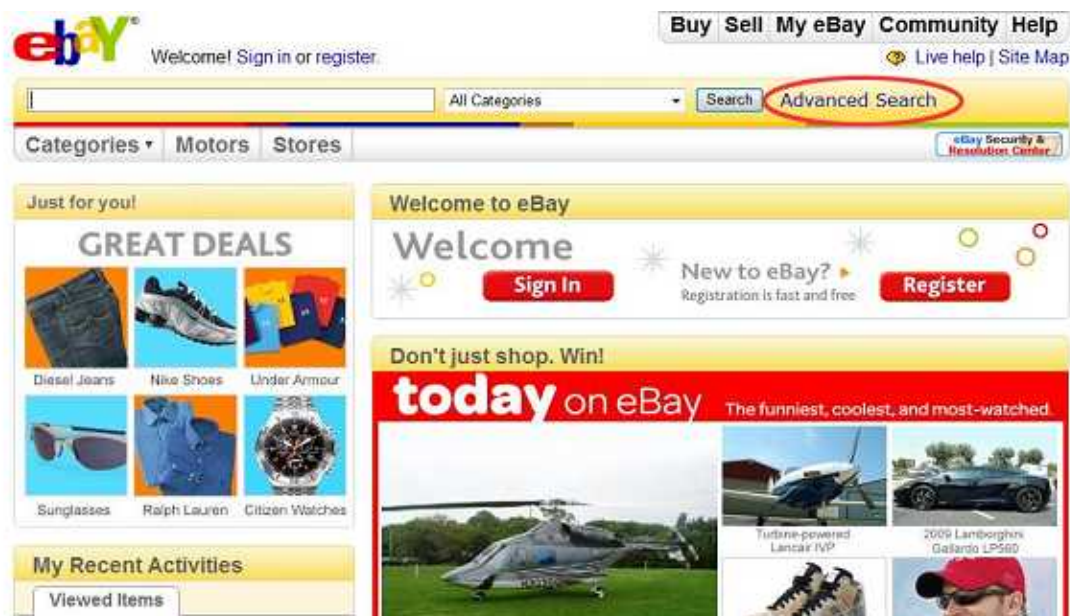 ebay®
Buy Sell My eBay Community Help
Welcome! Sign in or register.
Live help | Site Map
All Categories
Search
Advanced Search
Categories Motors Stores
eBay Security &
Resolution Center
Just for you!
GREAT DEALS
Diesel Jeans Nike Shoes Under Armour
Sunglasses Ralph Lauren Citizen Watches
My Recent Activities
Viewed Items
Welcome to eBay
Welcome
Sign In
New to eBay?
Registration is fast and free
Register
Don't just shop. Win!
today on eBay
The funniest, coolest, and most-watched.
Turbine-powered
Lancair IVP
2009 Lamborghini
Gallardo LP560